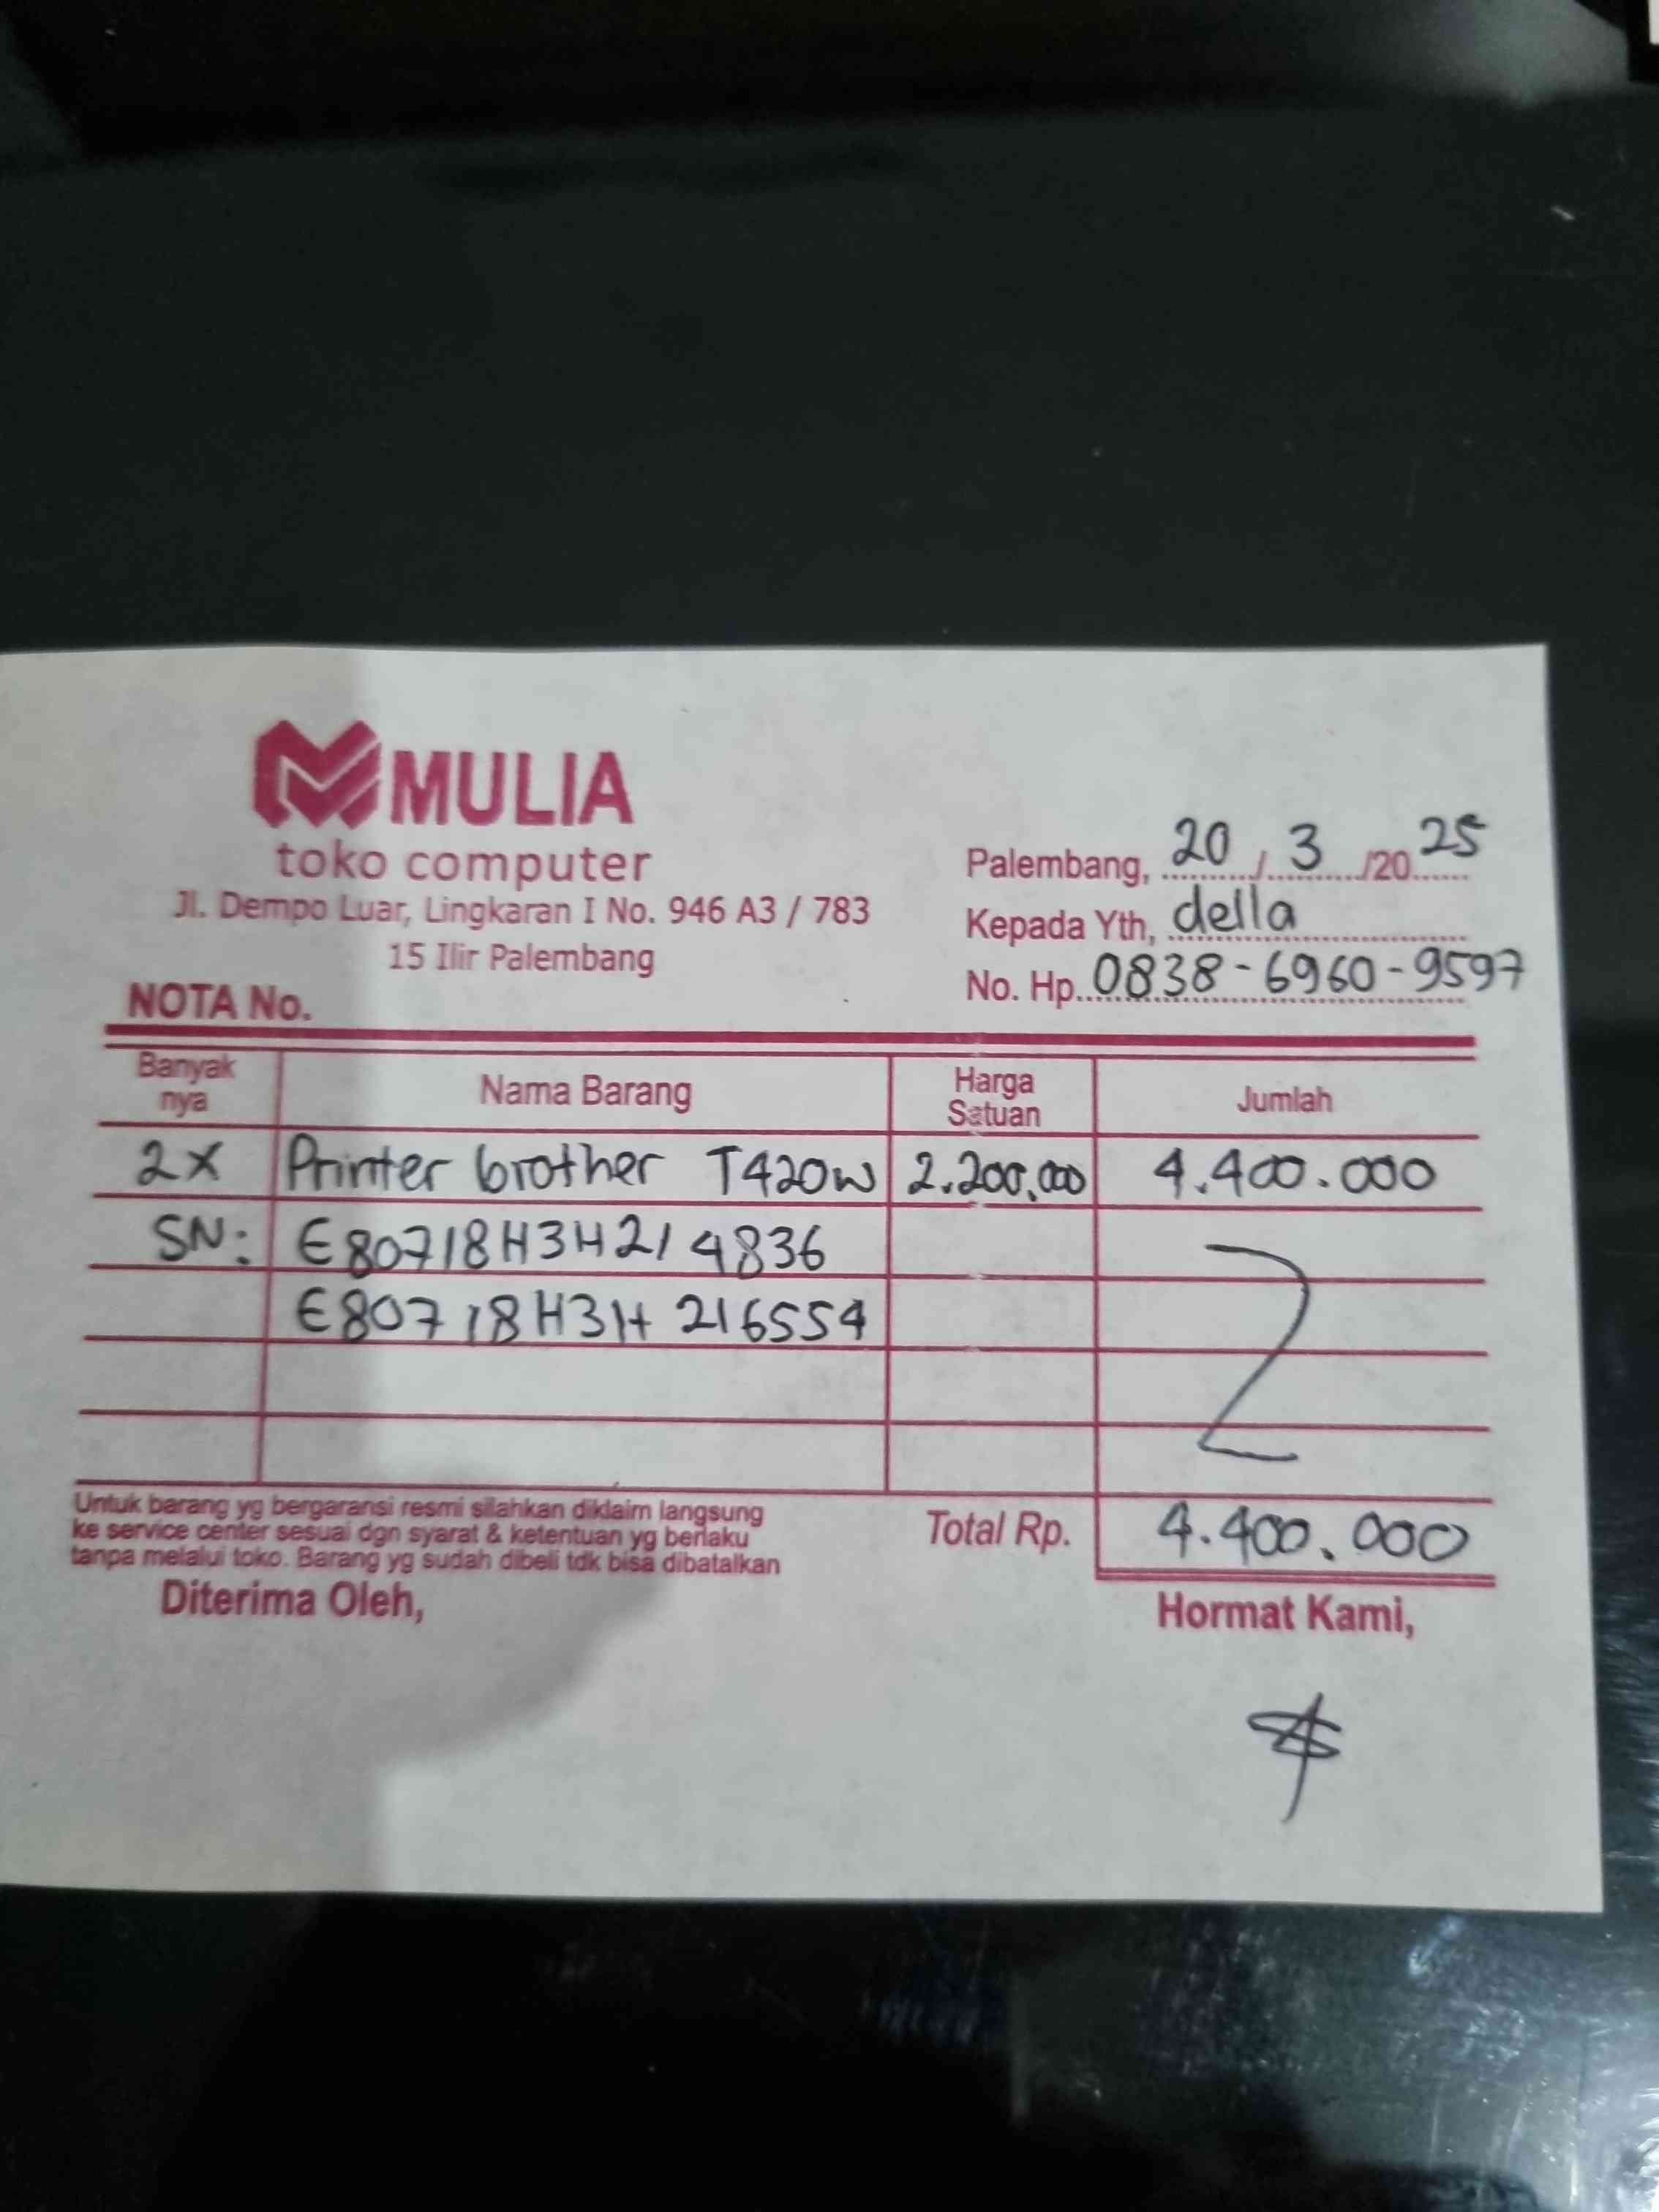 MULIA
toko computer
Jl. Dempo Luar, Lingkaran I No. 946 A3 / 783
15 Ilir Palembang
NOTA No.
Palembang, 20 / 3 /20 25
Kepada Yth, della
No. Hp. 0838-6960-9597
Banyak nya Nama Barang Harga Satuan Jumlah
2x Printer brother T420w 2.200.000 4.400.000
SN: E80718H3H214836
E80718H3H216554
Untuk barang yg bergaransi resmi silahkan diklaim langsung
ke service center sesuai dgn syarat & ketentuan yg berlaku
tanpa melalui toko. Barang yg sudah dibeli tdk bisa dibatalkan
Total Rp. 4.400.000
Diterima Oleh,
Hormat Kami,